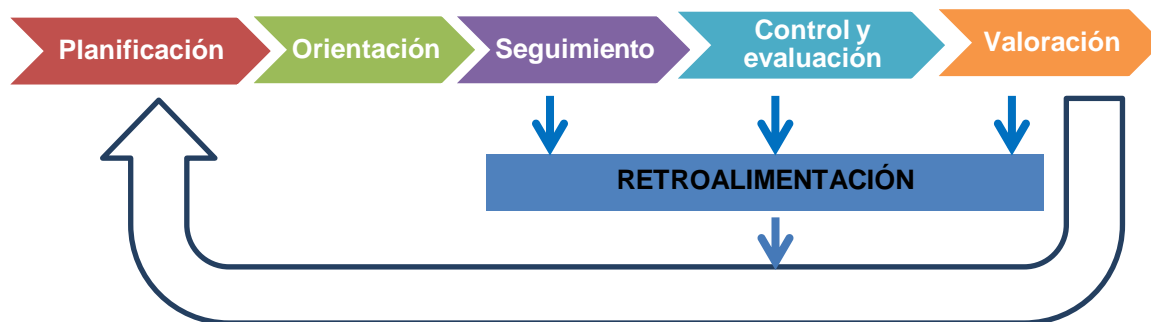 Planificación
Orientación
Seguimiento
Control y
evaluación
Valoración
RETROALIMENTACIÓN